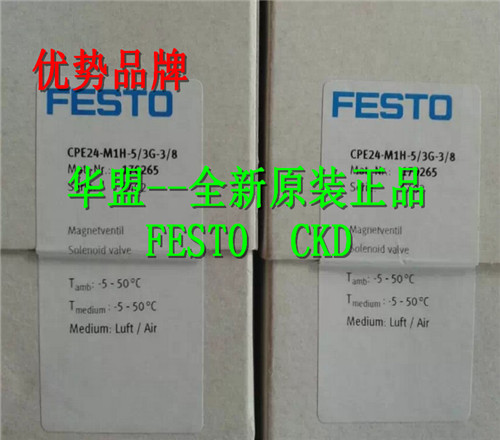 优势品牌
FESTO
CPE24-M1H-5/3G-3/8
Magnetventil
Solenoid valve
Tamb: -5 - 50°C
Tmedium: -5 - 50°C
Medium: Luft / Air
FESTO
CPE24-M1H-5/3G-3/8
Magnetventil
Solenoid valve
Tamb: -5 - 50°C
Tmedium: -5 - 50°C
Medium: Luft / Air
华盟--全新原装正品
FESTO CKD